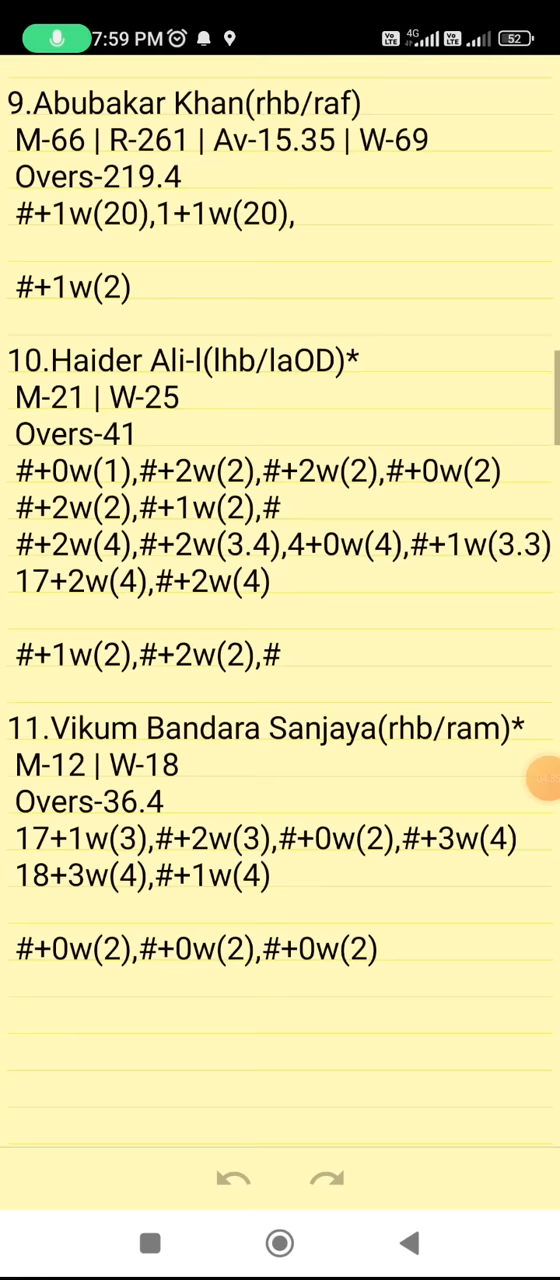 7:59 PM
Vo LTE 4G Vo LTE 52
9.Abubakar Khan(rhb/raf)
M-66 | R-261 | Av-15.35 | W-69
Overs-219.4
#+1w(20),1+1w(20),
#+1w(2)
10.Haider Ali-l(lhb/laOD)*
M-21 | W-25
Overs-41
#+0w(1),#+2w(2),#+2w(2),#+0w(2)
#+2w(2),#+1w(2),#
#+2w(4),#+2w(3.4),4+0w(4),#+1w(3.3)
17+2w(4),#+2w(4)
#+1w(2),#+2w(2),#
11.Vikum Bandara Sanjaya(rhb/ram)*
M-12 | W-18
Overs-36.4
17+1w(3),#+2w(3),#+0w(2),#+3w(4)
18+3w(4),#+1w(4)
#+0w(2),#+0w(2),#+0w(2)